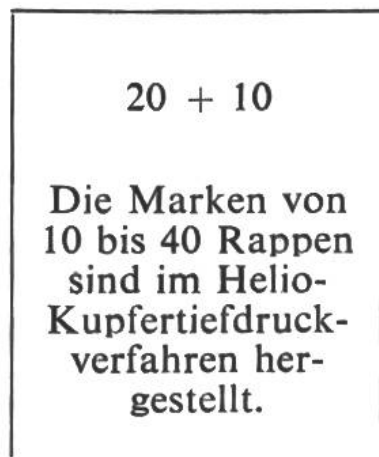 20 + 10
Die Marken von
10 bis 40 Rappen
sind im Helio-
Kupfertiefdruck-
verfahren her-
gestellt.